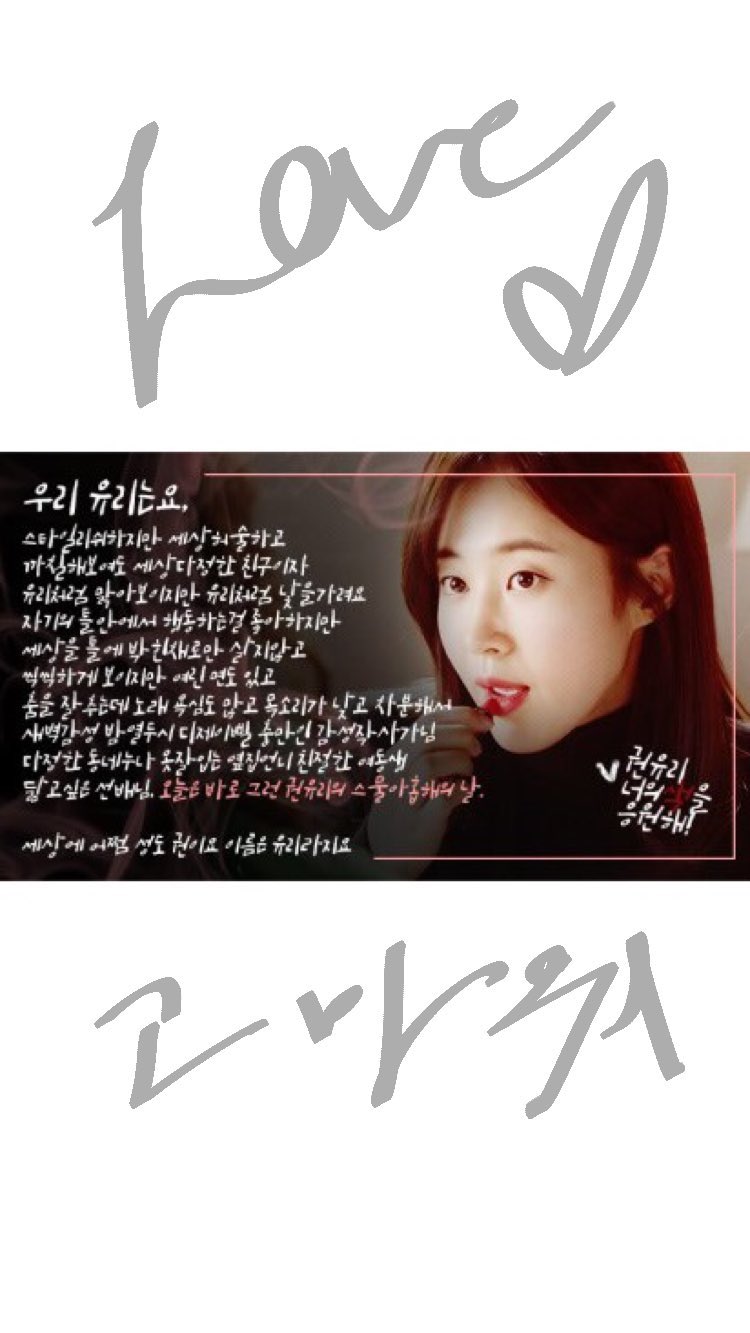 Love
우리 유리는요,
스타일리쉬하지만 세상허술하고
까칠해보여도 세상다정한 친구이자
유리처럼 맑아보이지만 유리처럼 낯을가려요
자기의 틀안에서 행동하는걸 좋아하지만
세상을 틀에 박힌채로만 살지않고
씩씩하게 보이지만 여린 면도 있고
춤을 잘 추는데 노래 욕심도 많고 목소리가 낮고 차분해서
새벽감성 밤 열두시 디제이벨 충만인 감성작사가님
다정한 동네누나 옷잘입는 옆집언니 친절한 여동생
닮고싶은 선배님, 오늘은 바로 그런 권유리의 스물아홉해의 날.
세상에 어쩜 성도 권이요 이름은 유리라지요
권유리
너의 색을
응원해!
고마워